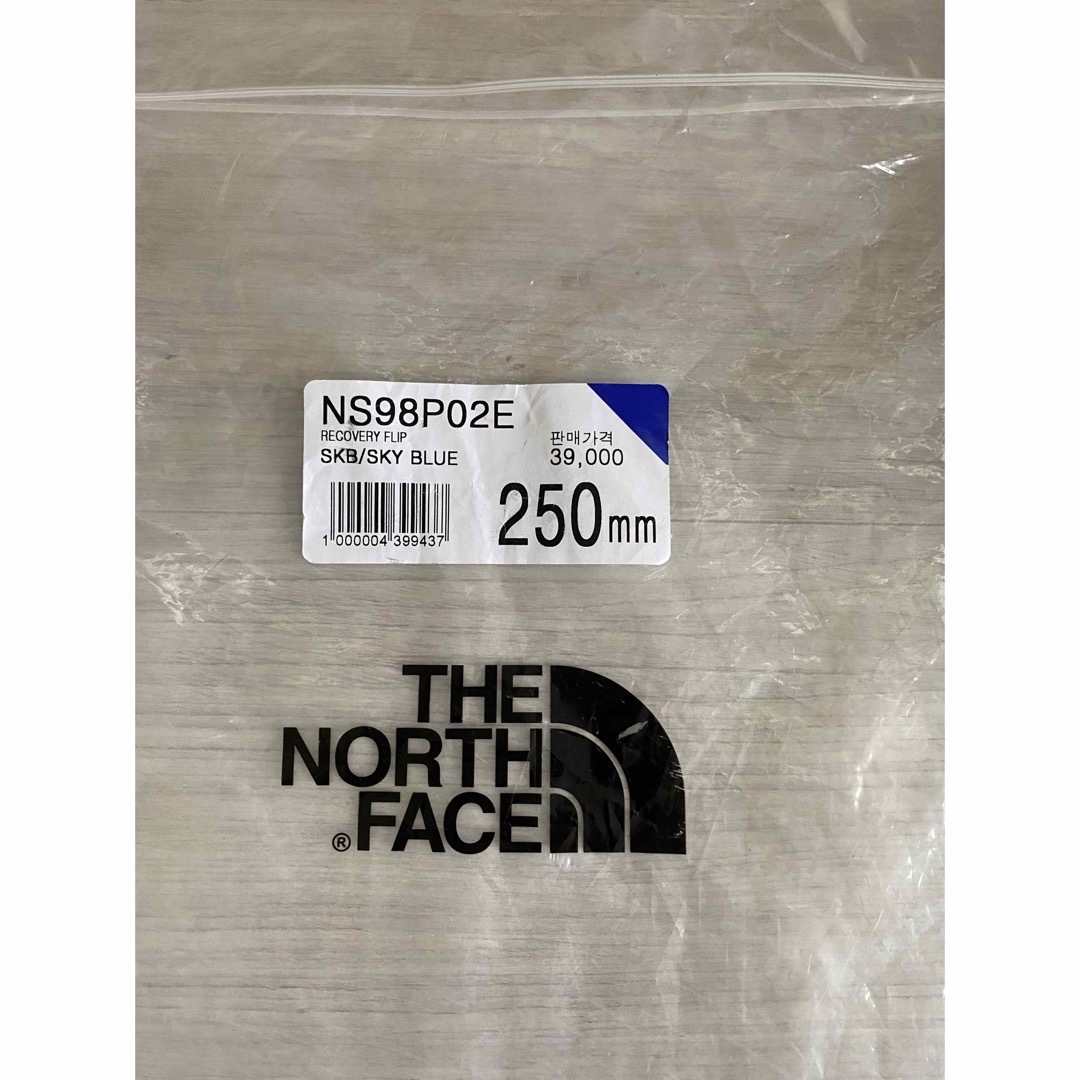 NS98P02E
RECOVERY FLIP
SKB/SKY BLUE
판매가격
39,000
1 000004 399437
250mm
THE
NORTH
®FACE